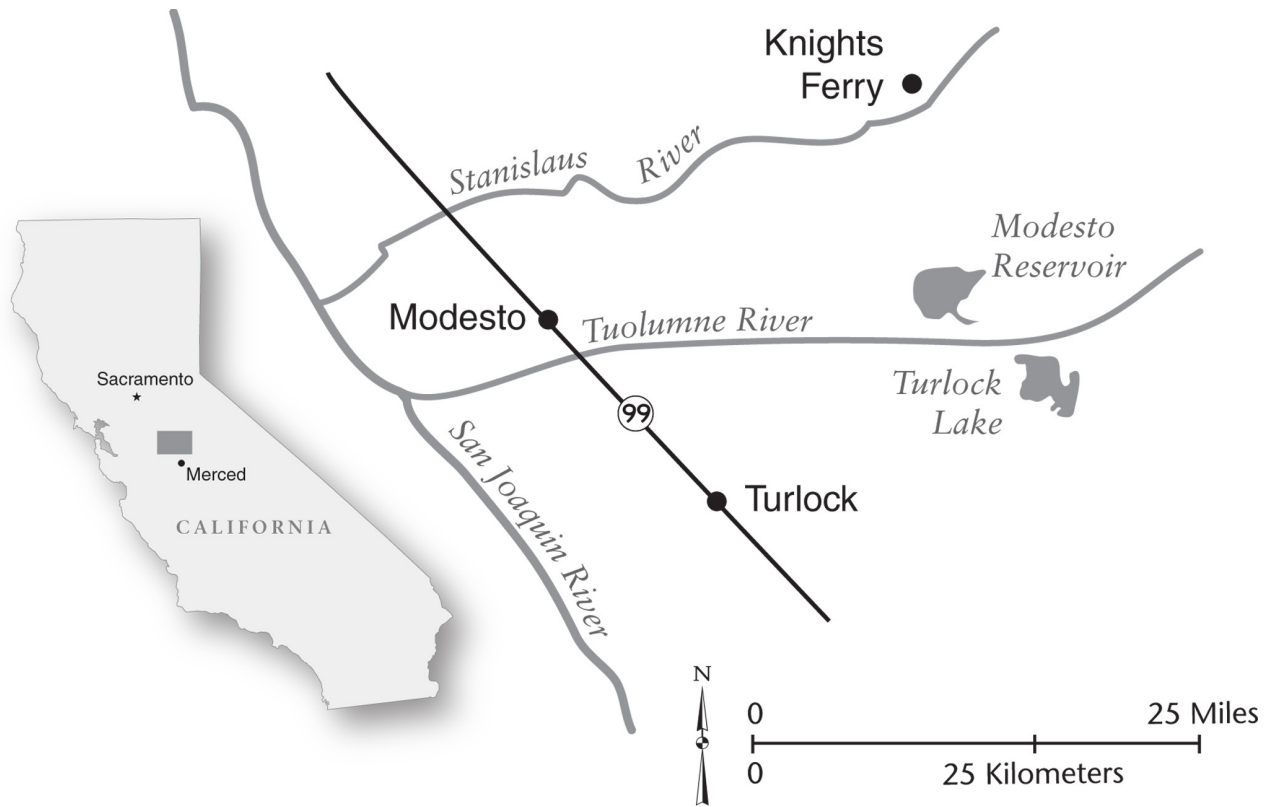 Knights
Ferry
Stanislaus River
Modesto
Reservoir
Modesto
Tuolumne River
Sacramento
Turlock
Lake
99
San Joaquin River
Merced
Turlock
CALIFORNIA
N
0 25 Miles
0 25 Kilometers